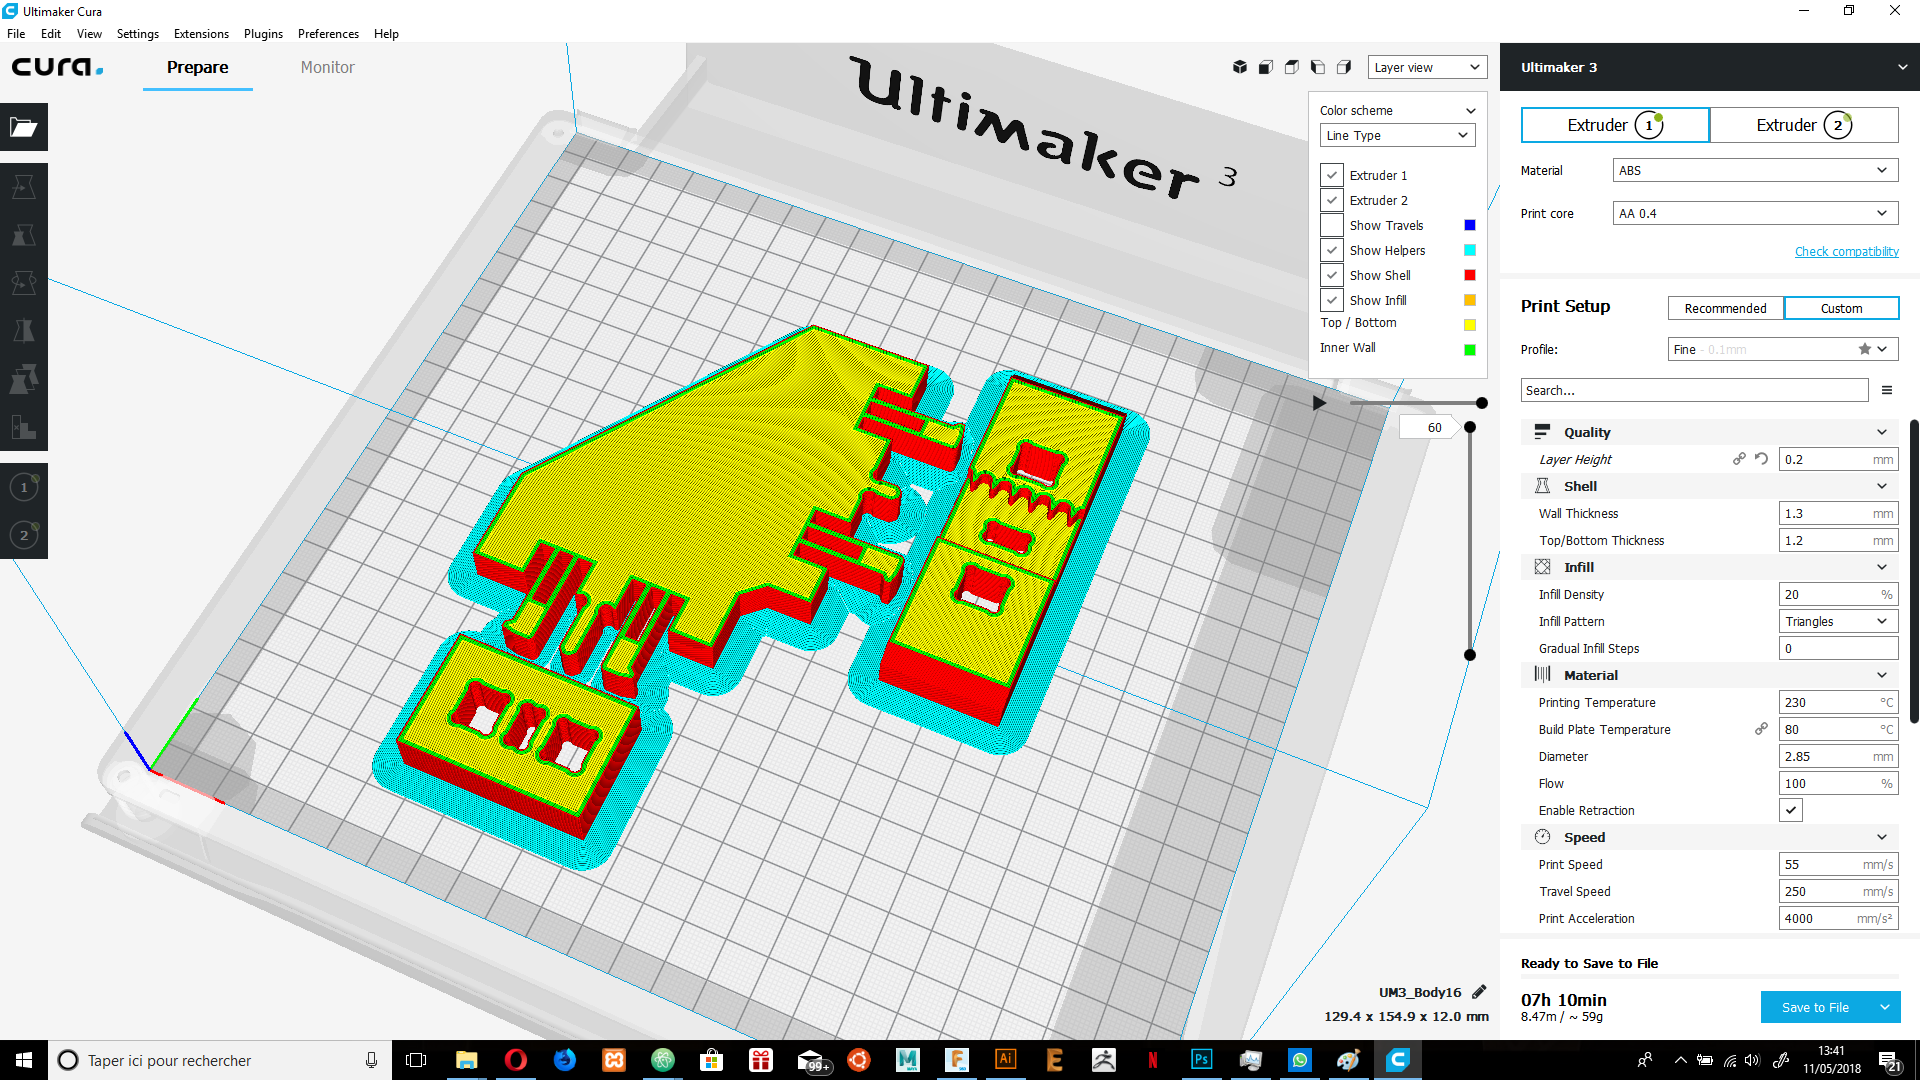 Ultimaker Cura
File Edit View Settings Extensions Plugins Preferences Help
cura. Prepare Monitor
Layer view
Color scheme
Line Type
Extruder 1
Extruder 2
Show Travels
Show Helpers
Show Shell
Show Infill
Top / Bottom
Inner Wall
60
Ultimaker 3
1
2
UM3_Body16
129.4 x 154.9 x 12.0 mm
Ultimaker 3
Extruder 1 Extruder 2
Material ABS
Print core AA 0.4
Check compatibility
Print Setup Recommended Custom
Profile: Fine - 0.1mm
Search...
Quality
Layer Height 0.2 mm
Shell
Wall Thickness 1.3 mm
Top/Bottom Thickness 1.2 mm
Infill
Infill Density 20 %
Infill Pattern Triangles
Gradual Infill Steps 0
Material
Printing Temperature 230 °C
Build Plate Temperature 80 °C
Diameter 2.85 mm
Flow 100 %
Enable Retraction
Speed
Print Speed 55 mm/s
Travel Speed 250 mm/s
Print Acceleration 4000 mm/s²
Ready to Save to File
07h 10min
8.47m / ~ 59g
Save to File
Taper ici pour rechercher
99+
M
F
Ai
E
N
Ps
13:41
11/05/2018
21